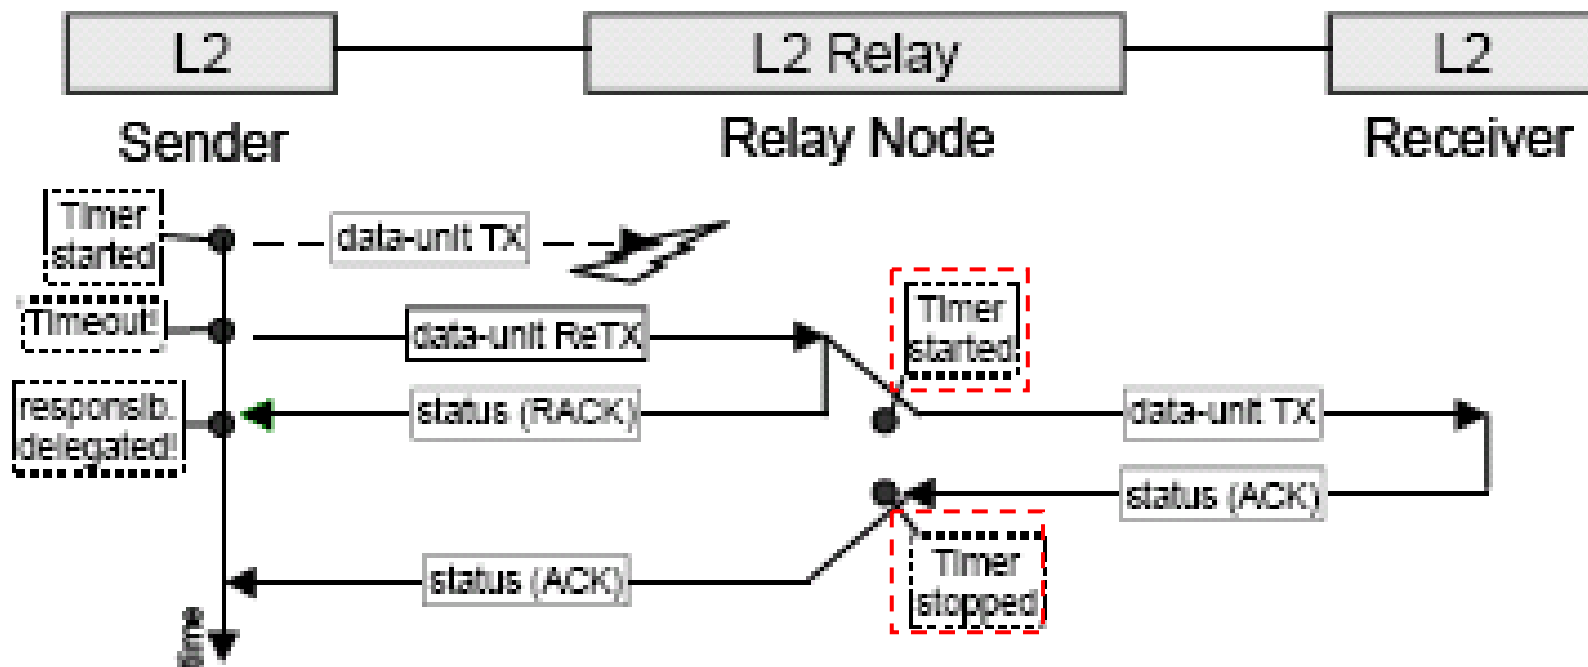 L2
L2 Relay
L2
Sender
Relay Node
Receiver
Timer
started
data-unit TX
Timeout!
data-unit ReTX
Timer
started
responsib.
delegated!
status (RACK)
data-unit TX
status (ACK)
status (ACK)
Timer
stopped
time